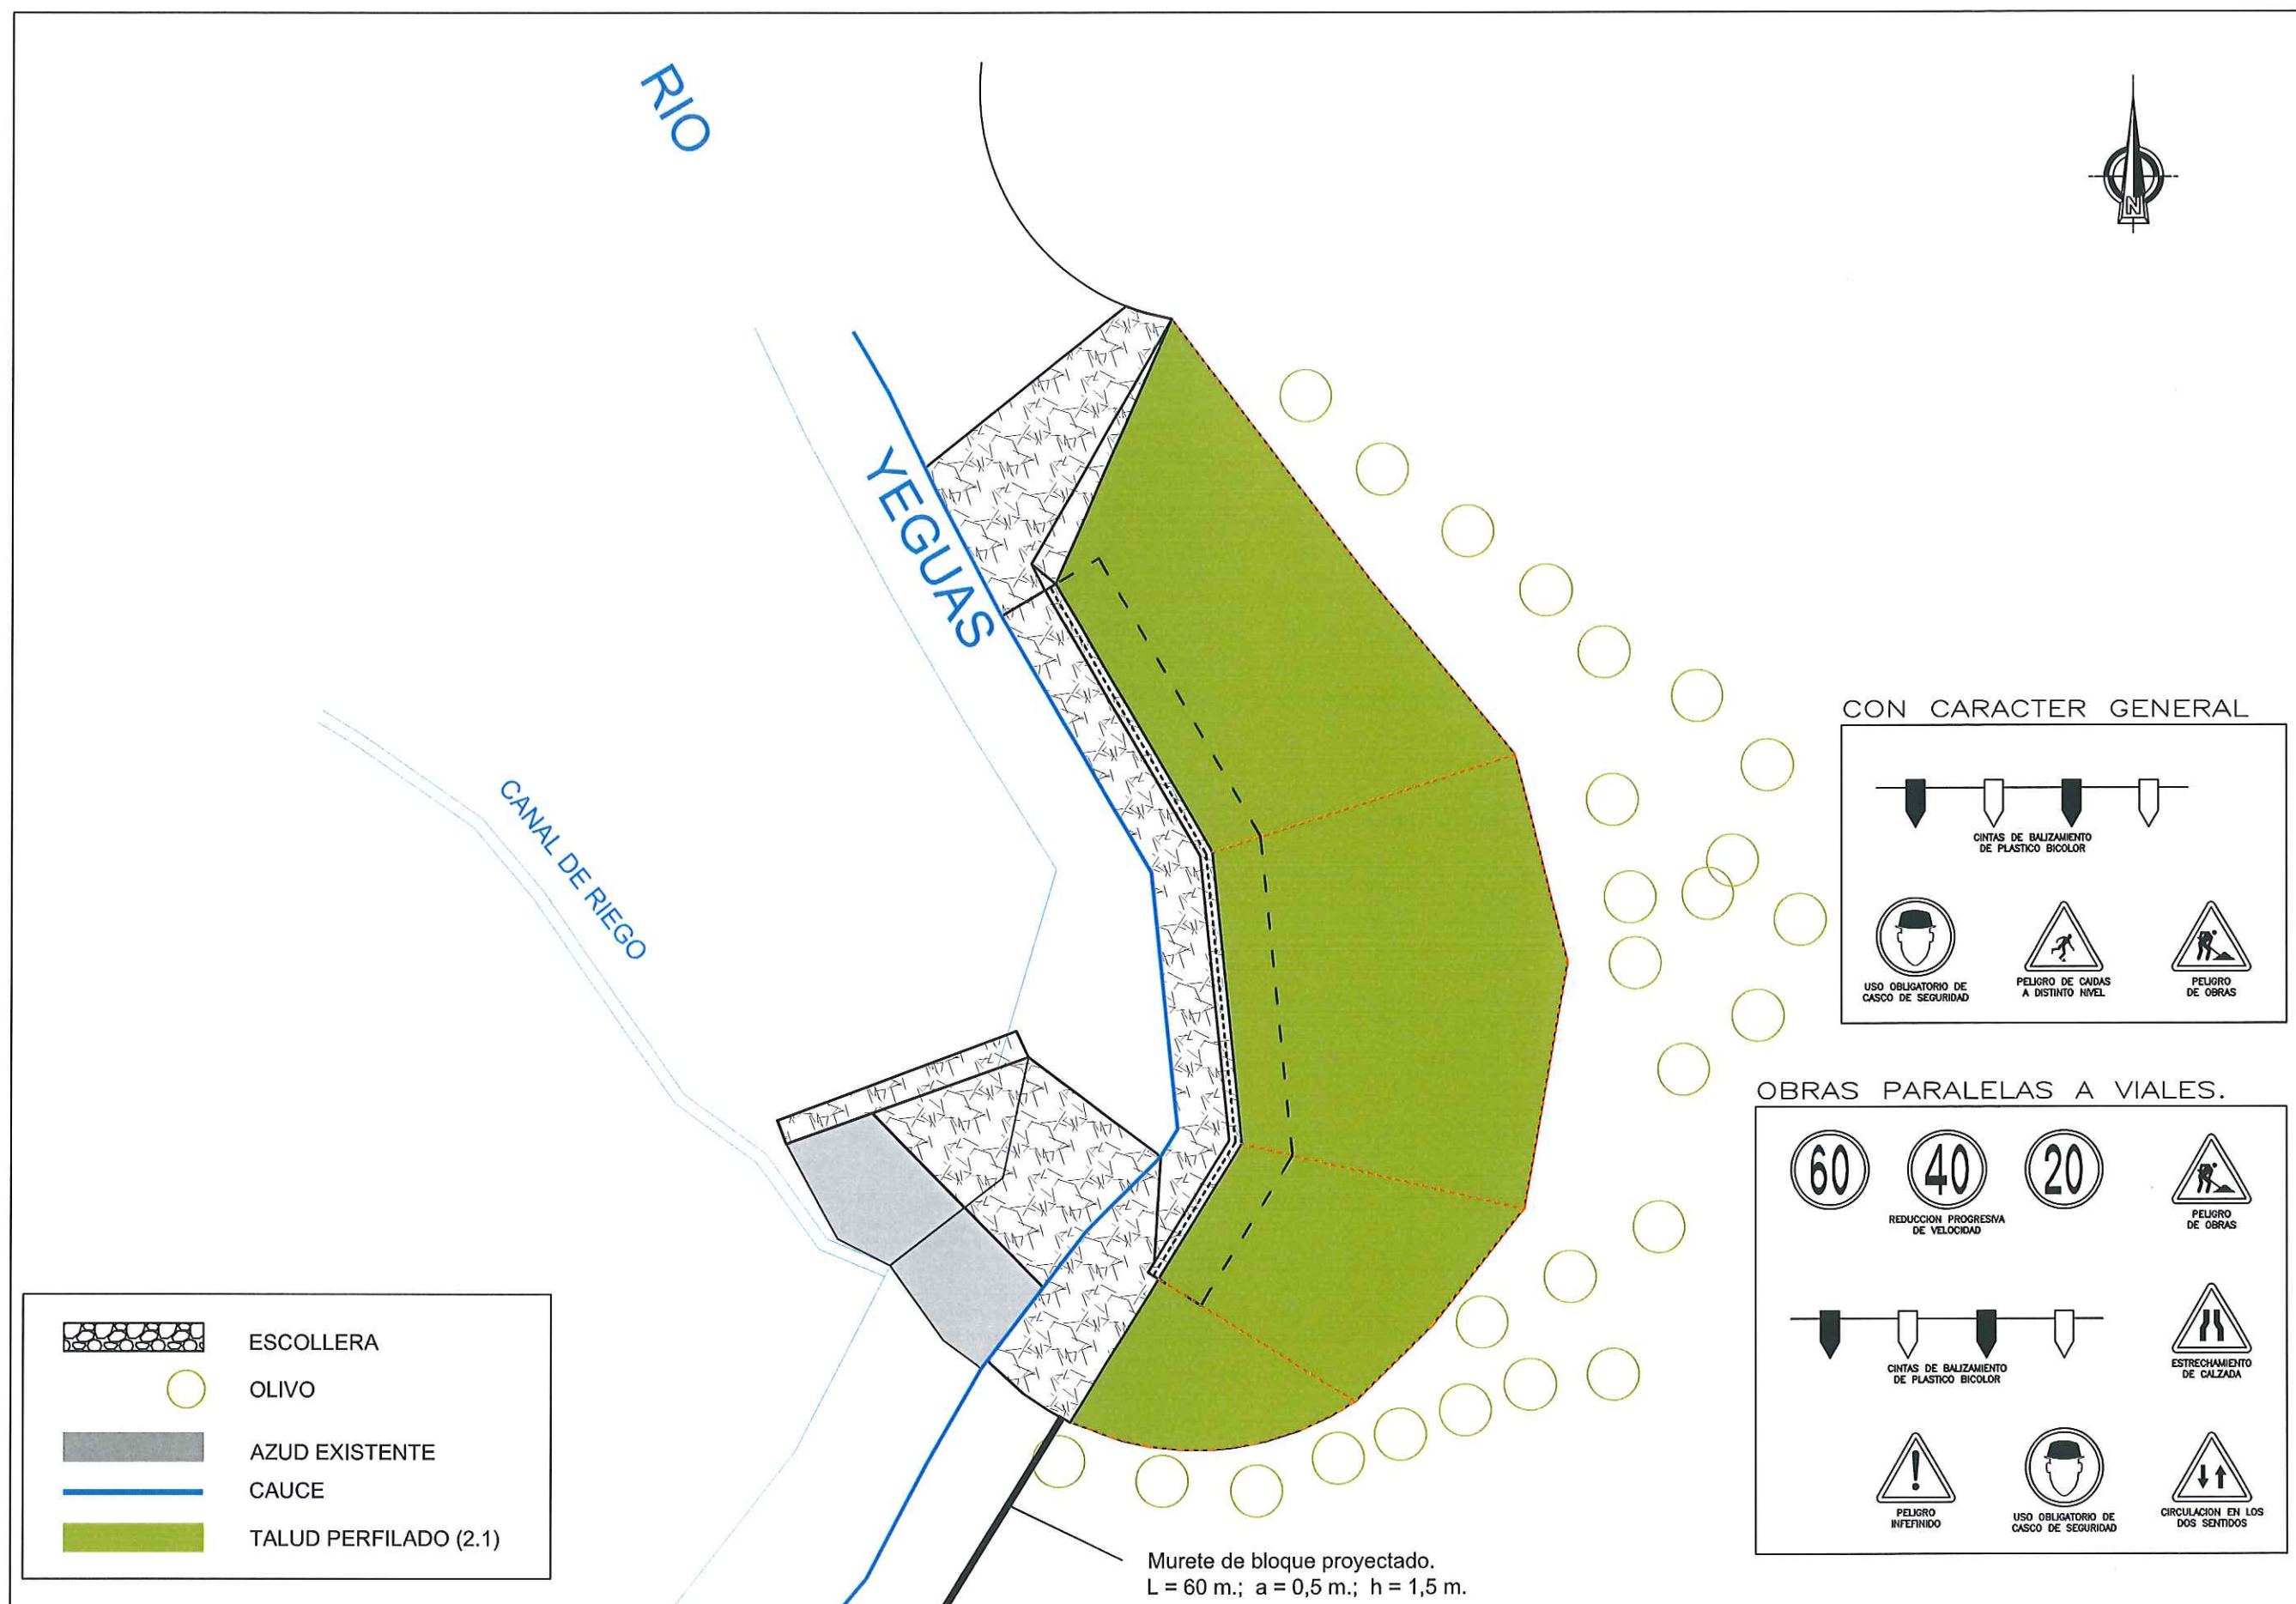 RIO
N
YEGUAS
CANAL DE RIEGO
CON CARACTER GENERAL
CINTAS DE BALIZAMIENTO
DE PLASTICO BICOLOR
USO OBLIGATORIO DE
CASCO DE SEGURIDAD
PELIGRO DE CAIDAS
A DISTINTO NIVEL
PELIGRO
DE OBRAS
OBRAS PARALELAS A VIALES.
60
40
20
REDUCCION PROGRESIVA
DE VELOCIDAD
PELIGRO
DE OBRAS
CINTAS DE BALIZAMIENTO
DE PLASTICO BICOLOR
ESTRECHAMIENTO
DE CALZADA
PELIGRO
INFEFINIDO
USO OBLIGATORIO DE
CASCO DE SEGURIDAD
CIRCULACION EN LOS
DOS SENTIDOS
ESCOLLERA
OLIVO
AZUD EXISTENTE
CAUCE
TALUD PERFILADO (2.1)
Murete de bloque proyectado.
L = 60 m.; a = 0,5 m.; h = 1,5 m.